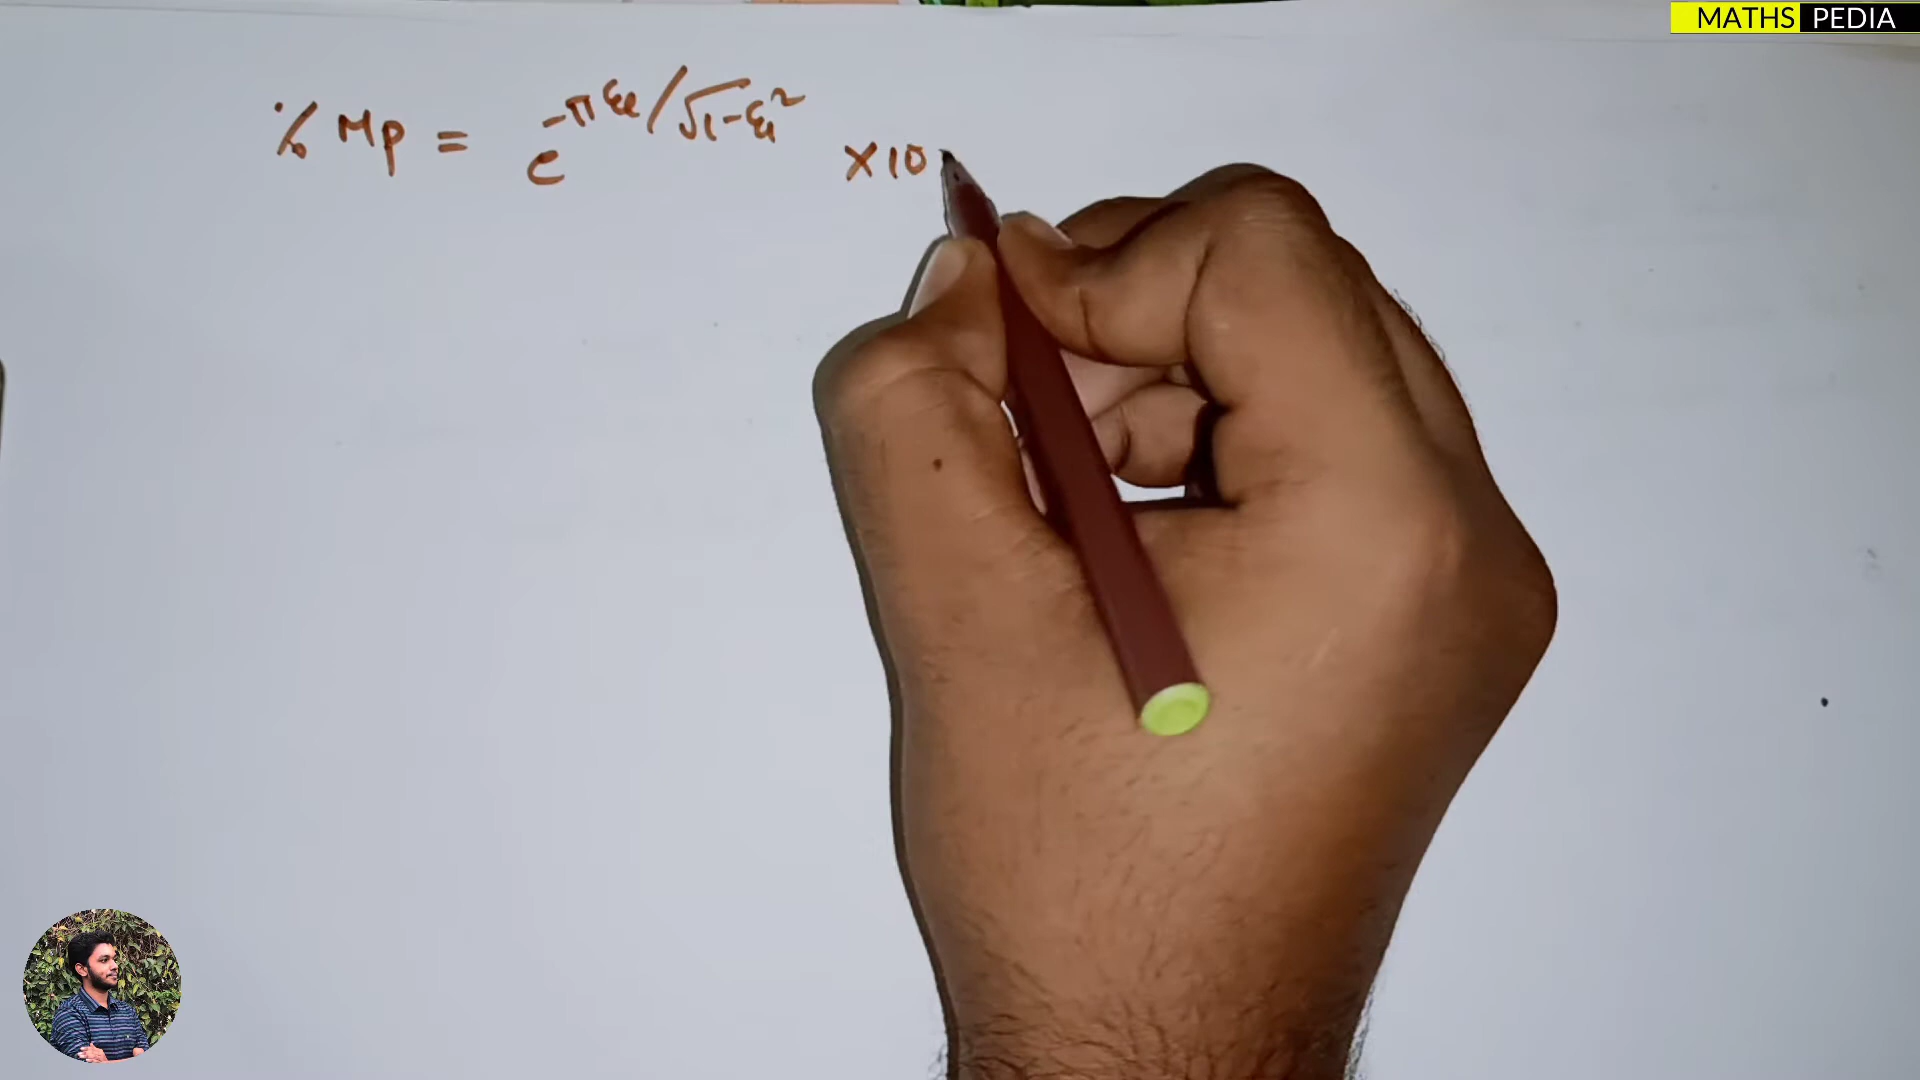 MATHS PEDIA
% Mp = e^-πξ/√1-ξ² ×10